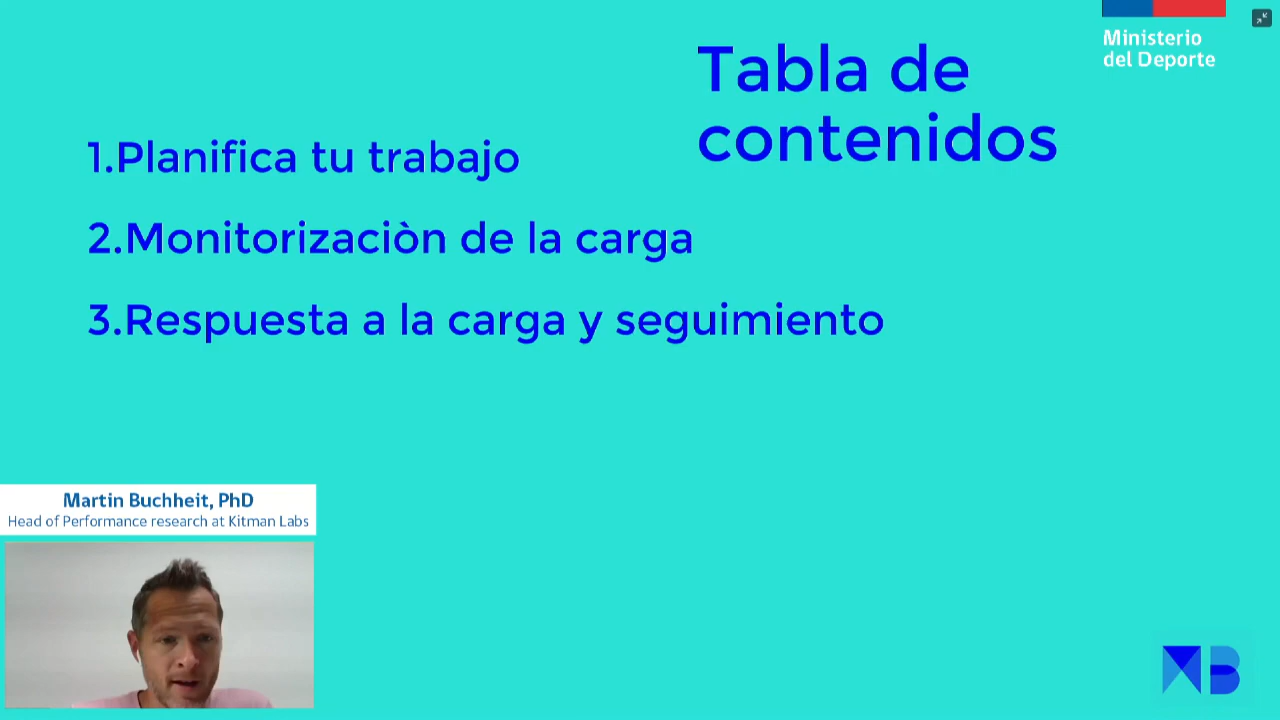 Ministerio
del Deporte
Tabla de
contenidos
1.Planifica tu trabajo
2.Monitorizaciòn de la carga
3.Respuesta a la carga y seguimiento
Martin Buchheit, PhD
Head of Performance research at Kitman Labs